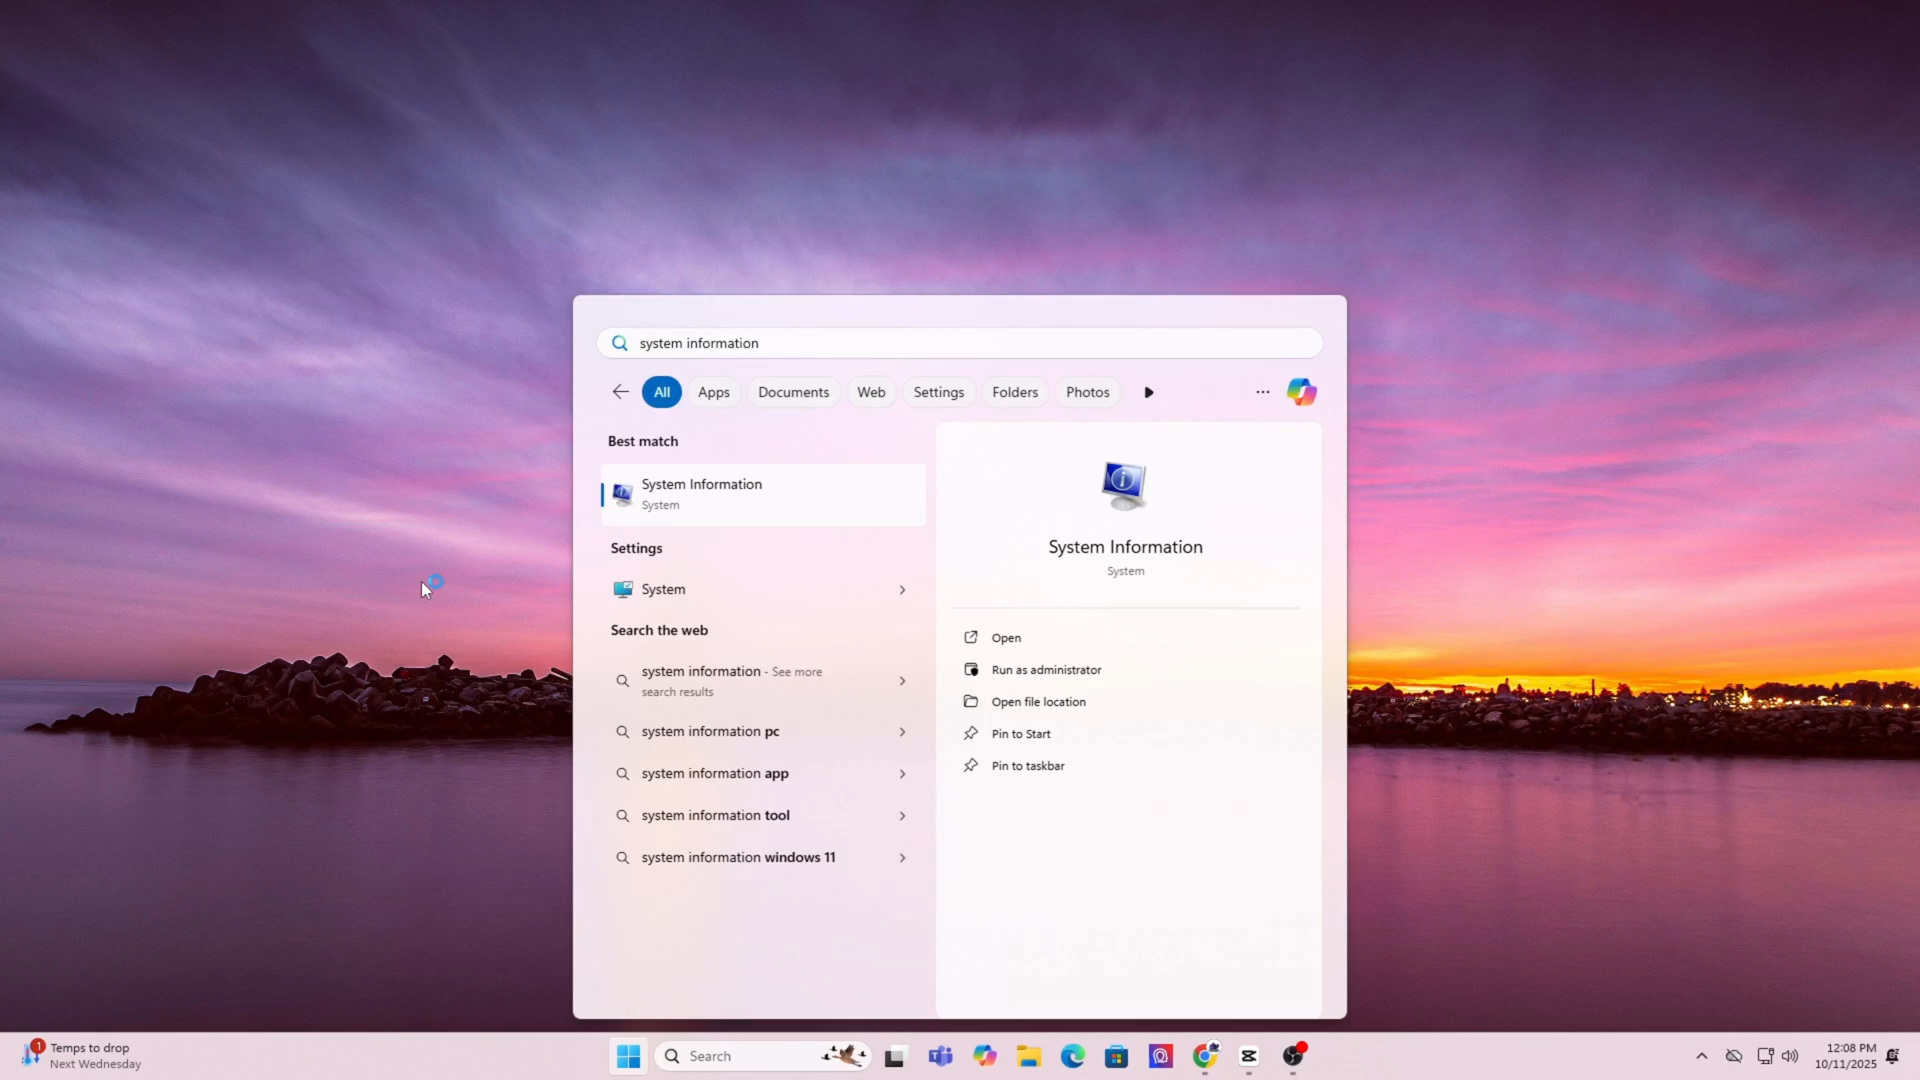 system information
All
Apps
Documents
Web
Settings
Folders
Photos
Best match
System Information
System
Settings
System
Search the web
system information - See more
search results
system information pc
system information app
system information tool
system information windows 11
System Information
System
Open
Run as administrator
Open file location
Pin to Start
Pin to taskbar
1
Temps to drop
Next Wednesday
Search
12:08 PM
10/11/2025